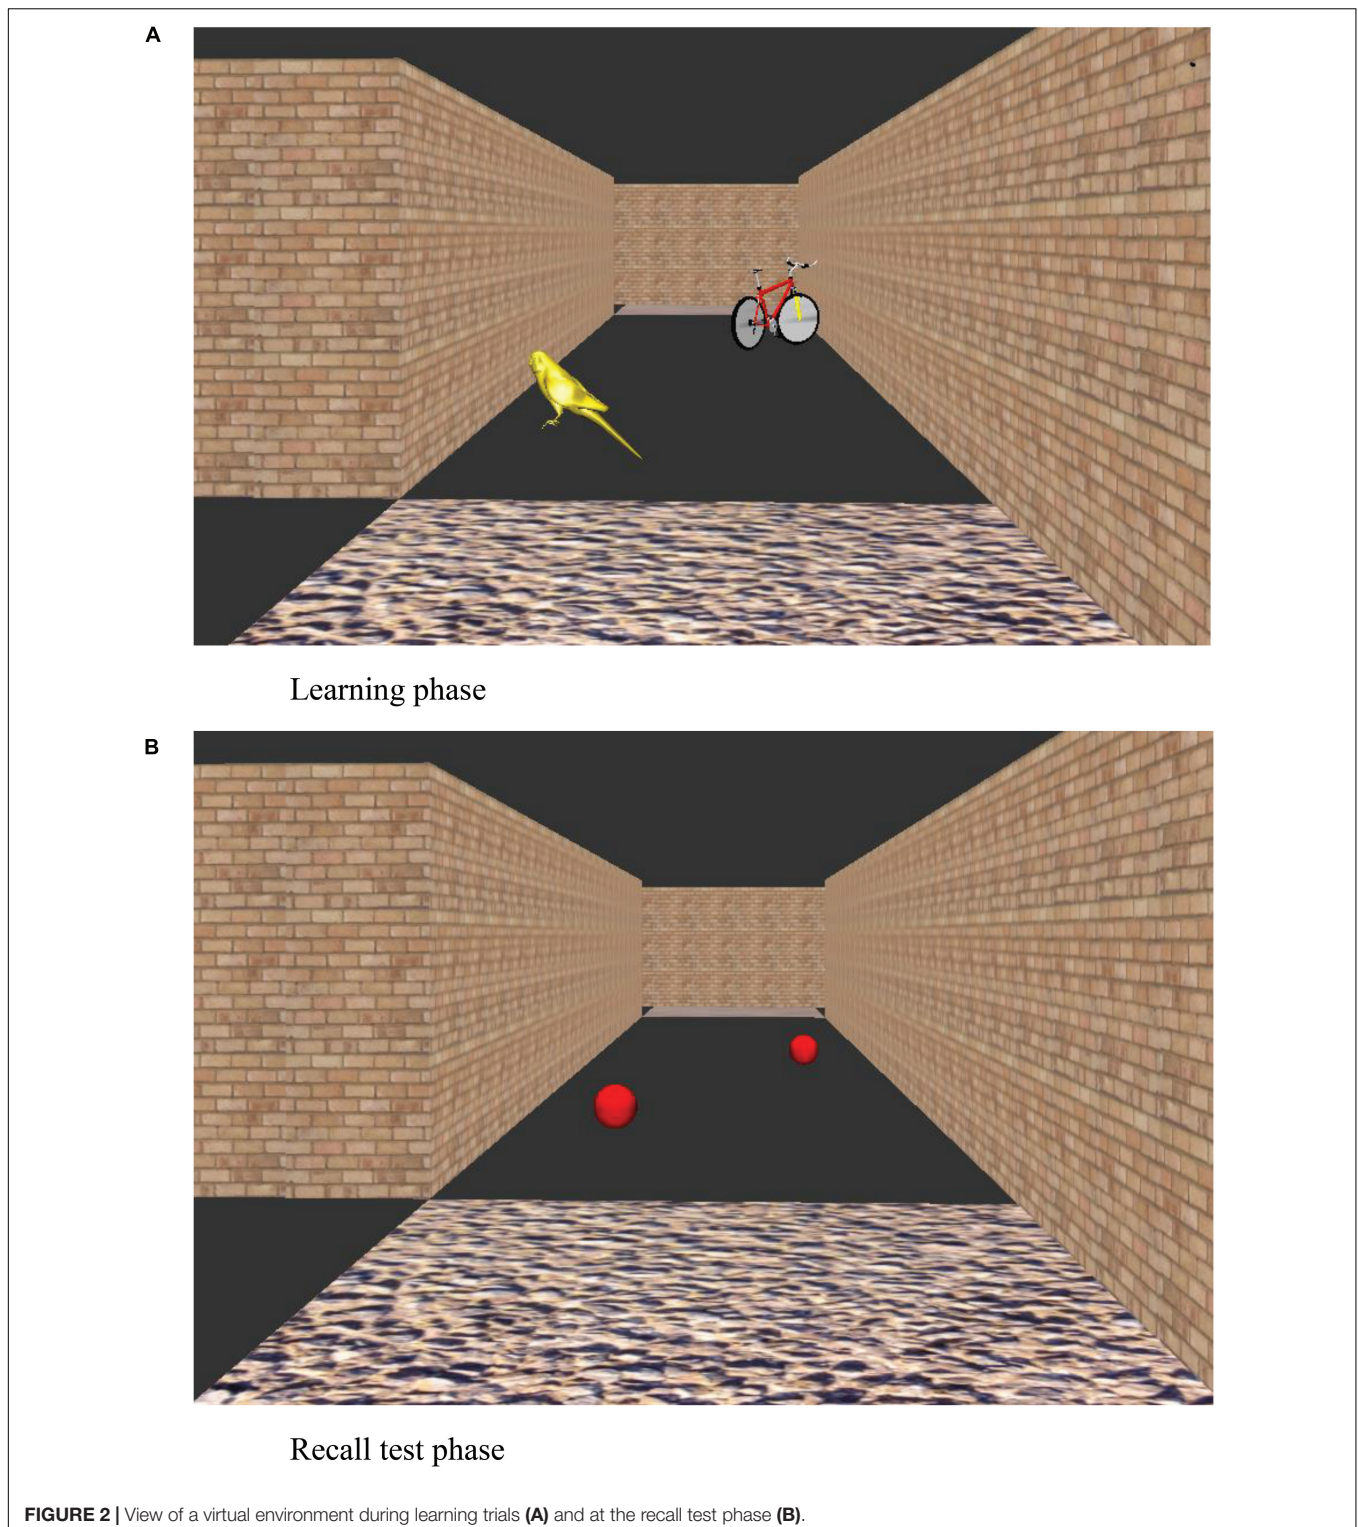 A
Learning phase
B
Recall test phase
FIGURE 2 | View of a virtual environment during learning trials (A) and at the recall test phase (B).